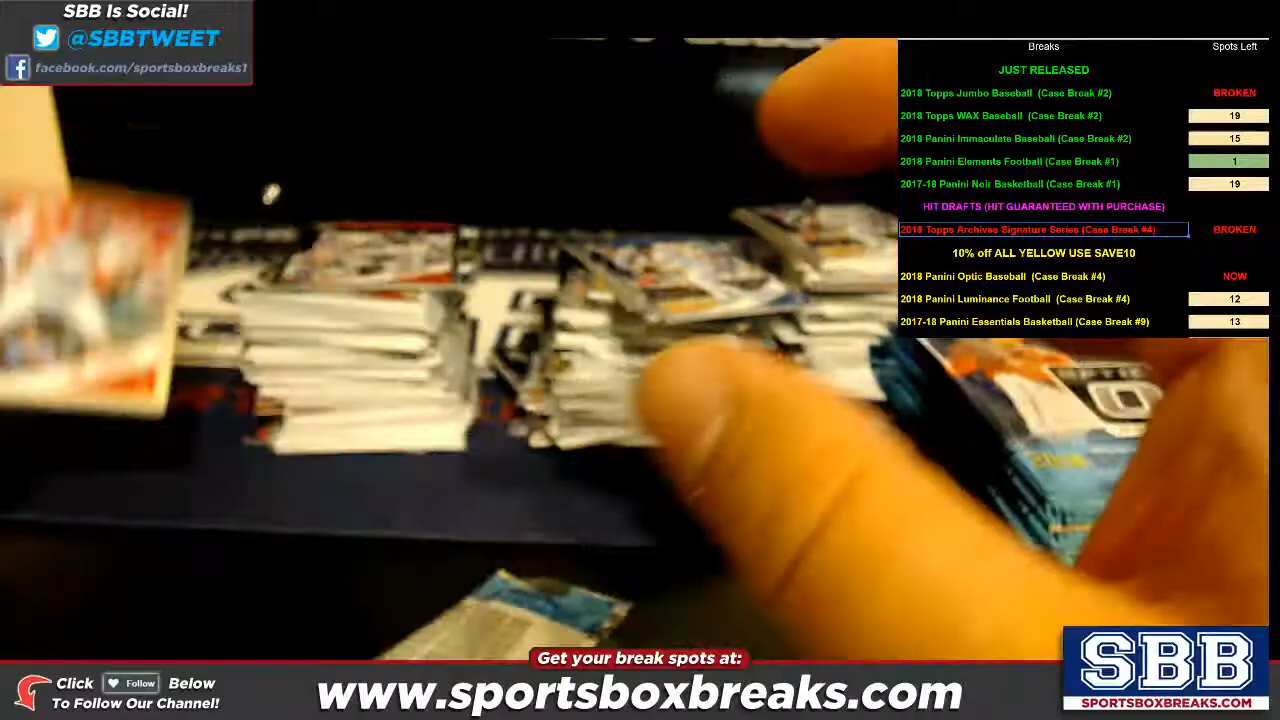 SBB Is Social!
@SBBTWEET
facebook.com/sportsboxbreaks1
Breaks Spots Left
JUST RELEASED
2018 Topps Jumbo Baseball (Case Break #2) BROKEN
2018 Topps WAX Baseball (Case Break #2) 19
2018 Panini Immaculate Baseball (Case Break #2) 15
2018 Panini Elements Football (Case Break #1) 1
2017-18 Panini Noir Basketball (Case Break #1) 19
HIT DRAFTS (HIT GUARANTEED WITH PURCHASE)
2018 Topps Archives Signature Series (Case Break #4) BROKEN
10% off ALL YELLOW USE SAVE10
2018 Panini Optic Baseball (Case Break #4) NOW
2018 Panini Luminance Football (Case Break #4) 12
2017-18 Panini Essentials Basketball (Case Break #9) 13
Get your break spots at:
Click Follow Below
To Follow Our Channel!
www.sportsboxbreaks.com
SBB
SPORTSBOXBREAKS.COM